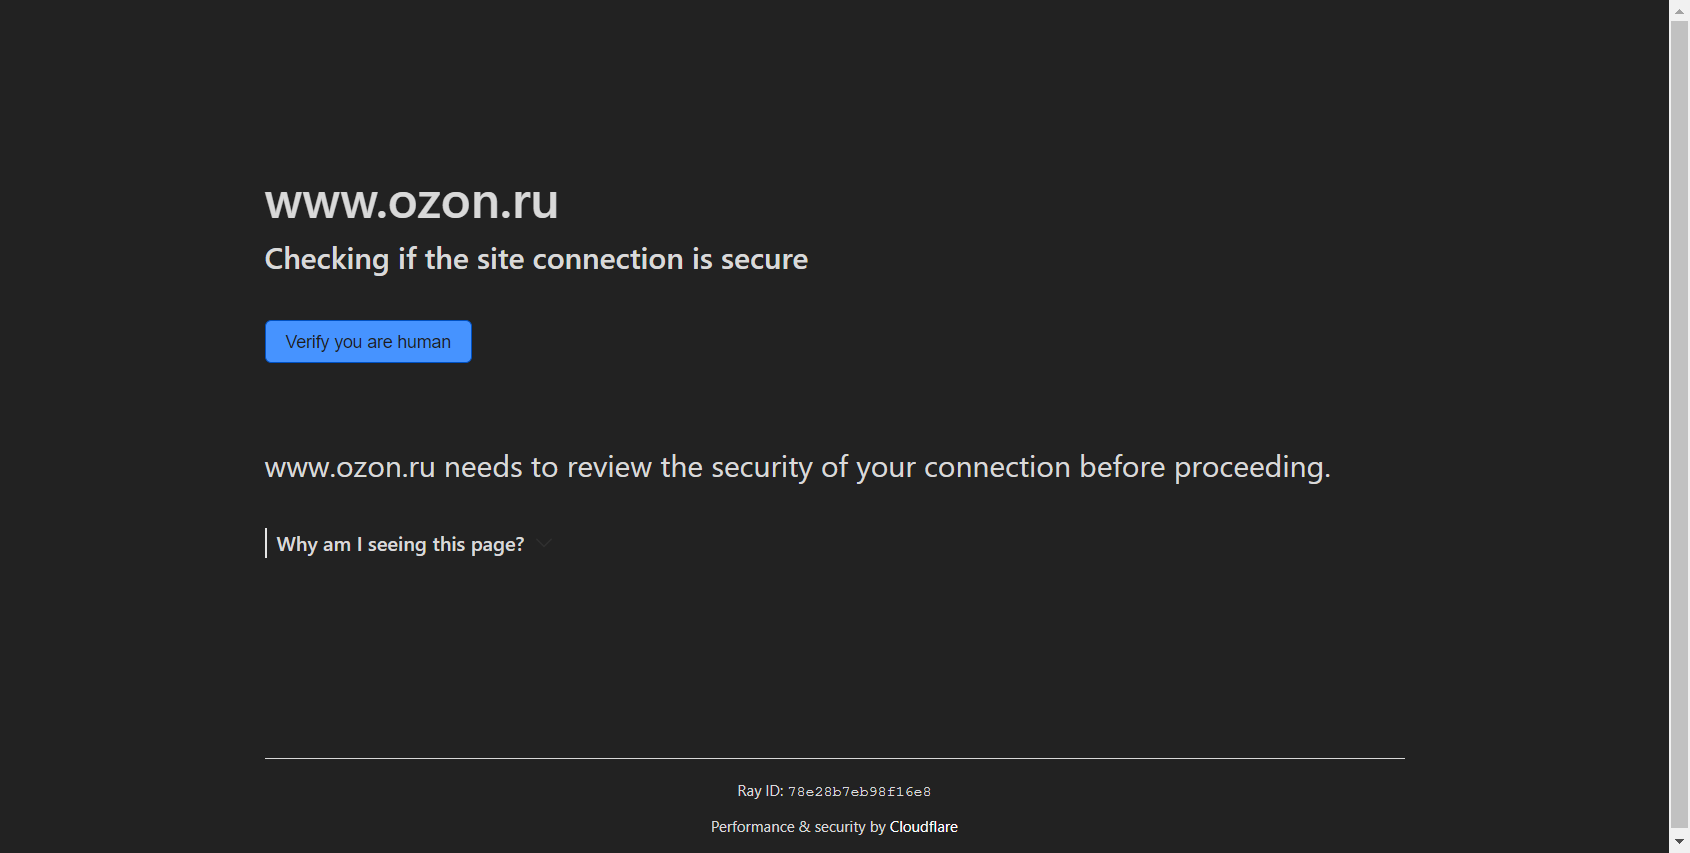 www.ozon.ru
Checking if the site connection is secure
Verify you are human
www.ozon.ru needs to review the security of your connection before proceeding.
Why am I seeing this page?
Ray ID: 78e28b7eb98f16e8
Performance & security by Cloudflare